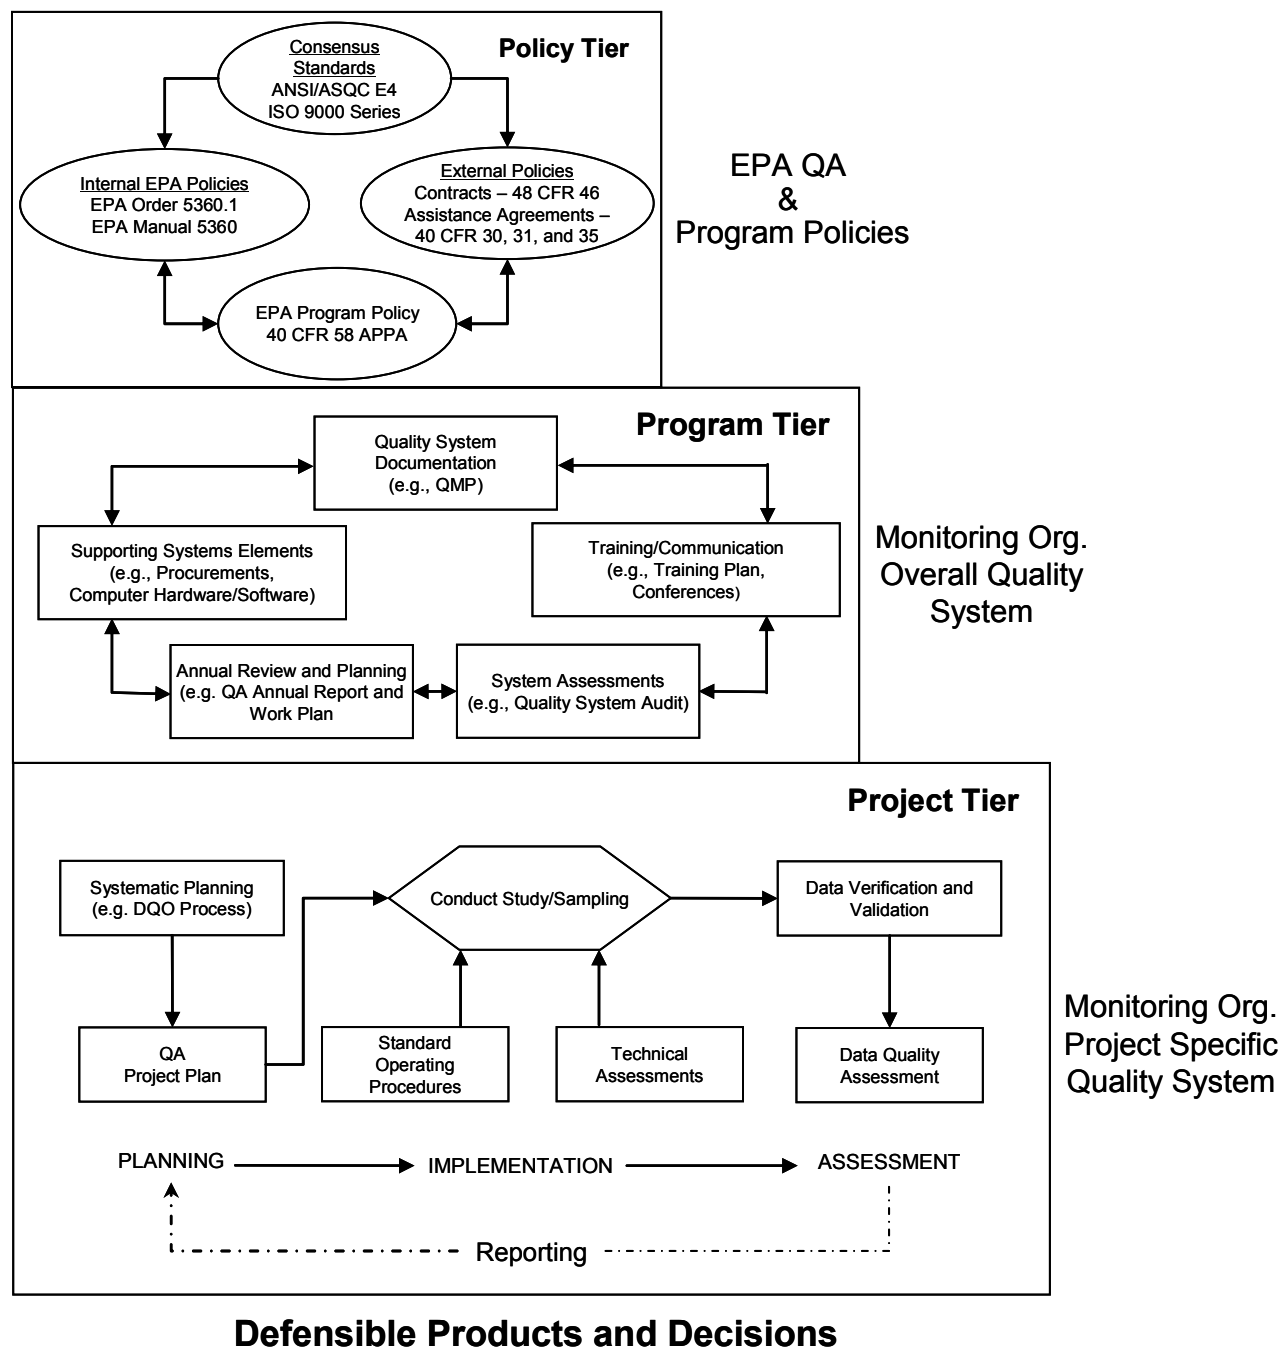 Policy Tier
Consensus
Standards
ANSI/ASQC E4
ISO 9000 Series
Internal EPA Policies
EPA Order 5360.1
EPA Manual 5360
External Policies
Contracts – 48 CFR 46
Assistance Agreements –
40 CFR 30, 31, and 35
EPA Program Policy
40 CFR 58 APPA
EPA QA
&
Program Policies
Program Tier
Quality System
Documentation
(e.g., QMP)
Supporting Systems Elements
(e.g., Procurements,
Computer Hardware/Software)
Training/Communication
(e.g., Training Plan,
Conferences)
Annual Review and Planning
(e.g. QA Annual Report and
Work Plan
System Assessments
(e.g., Quality System Audit)
Monitoring Org.
Overall Quality
System
Project Tier
Systematic Planning
(e.g. DQO Process)
Conduct Study/Sampling
Data Verification and
Validation
QA
Project Plan
Standard
Operating
Procedures
Technical
Assessments
Data Quality
Assessment
Monitoring Org.
Project Specific
Quality System
PLANNING
IMPLEMENTATION
ASSESSMENT
Reporting
Defensible Products and Decisions